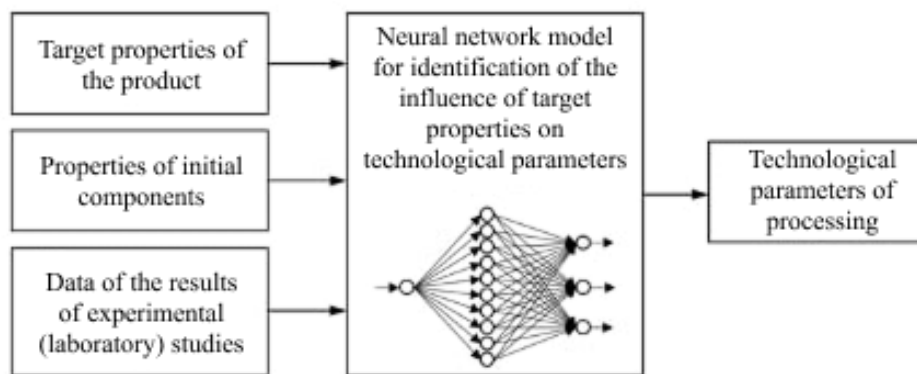 Target properties of
the product
Properties of initial
components
Data of the results
of experimental
(laboratory) studies
Neural network model
for identification of the
influence of target
properties on
technological parameters
Technological
parameters of
processing